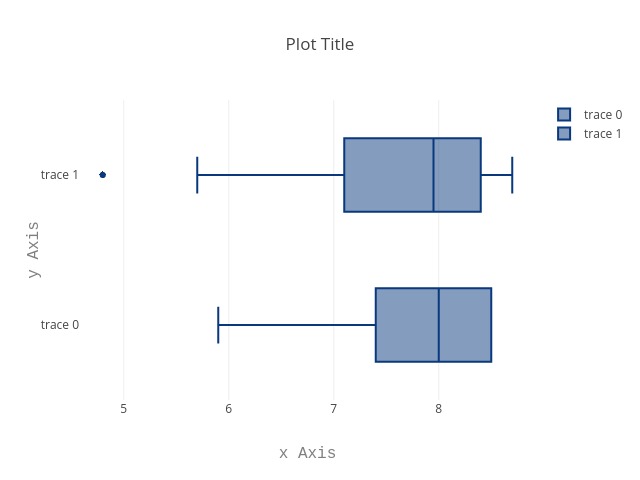 Plot Title
trace 0
trace 1
trace 1
y Axis
trace 0
5 6 7 8
x Axis